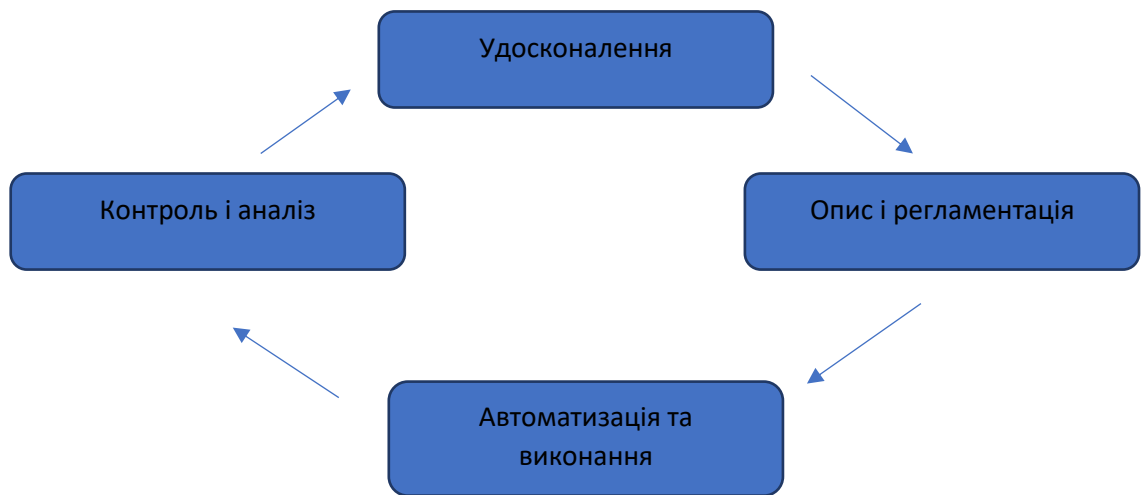 Удосконалення
Контроль і аналіз
Опис і регламентація
Автоматизація та
виконання